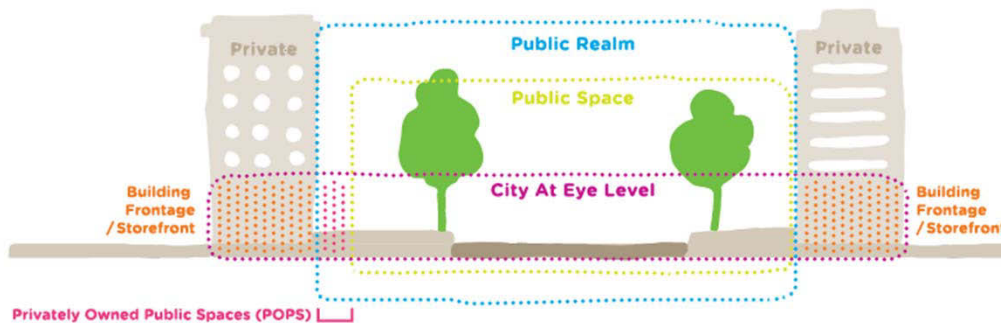 Private
Public Realm
Private
Public Space
City At Eye Level
Building
Frontage
/Storefront
Building
Frontage
/Storefront
Privately Owned Public Spaces (POPS)